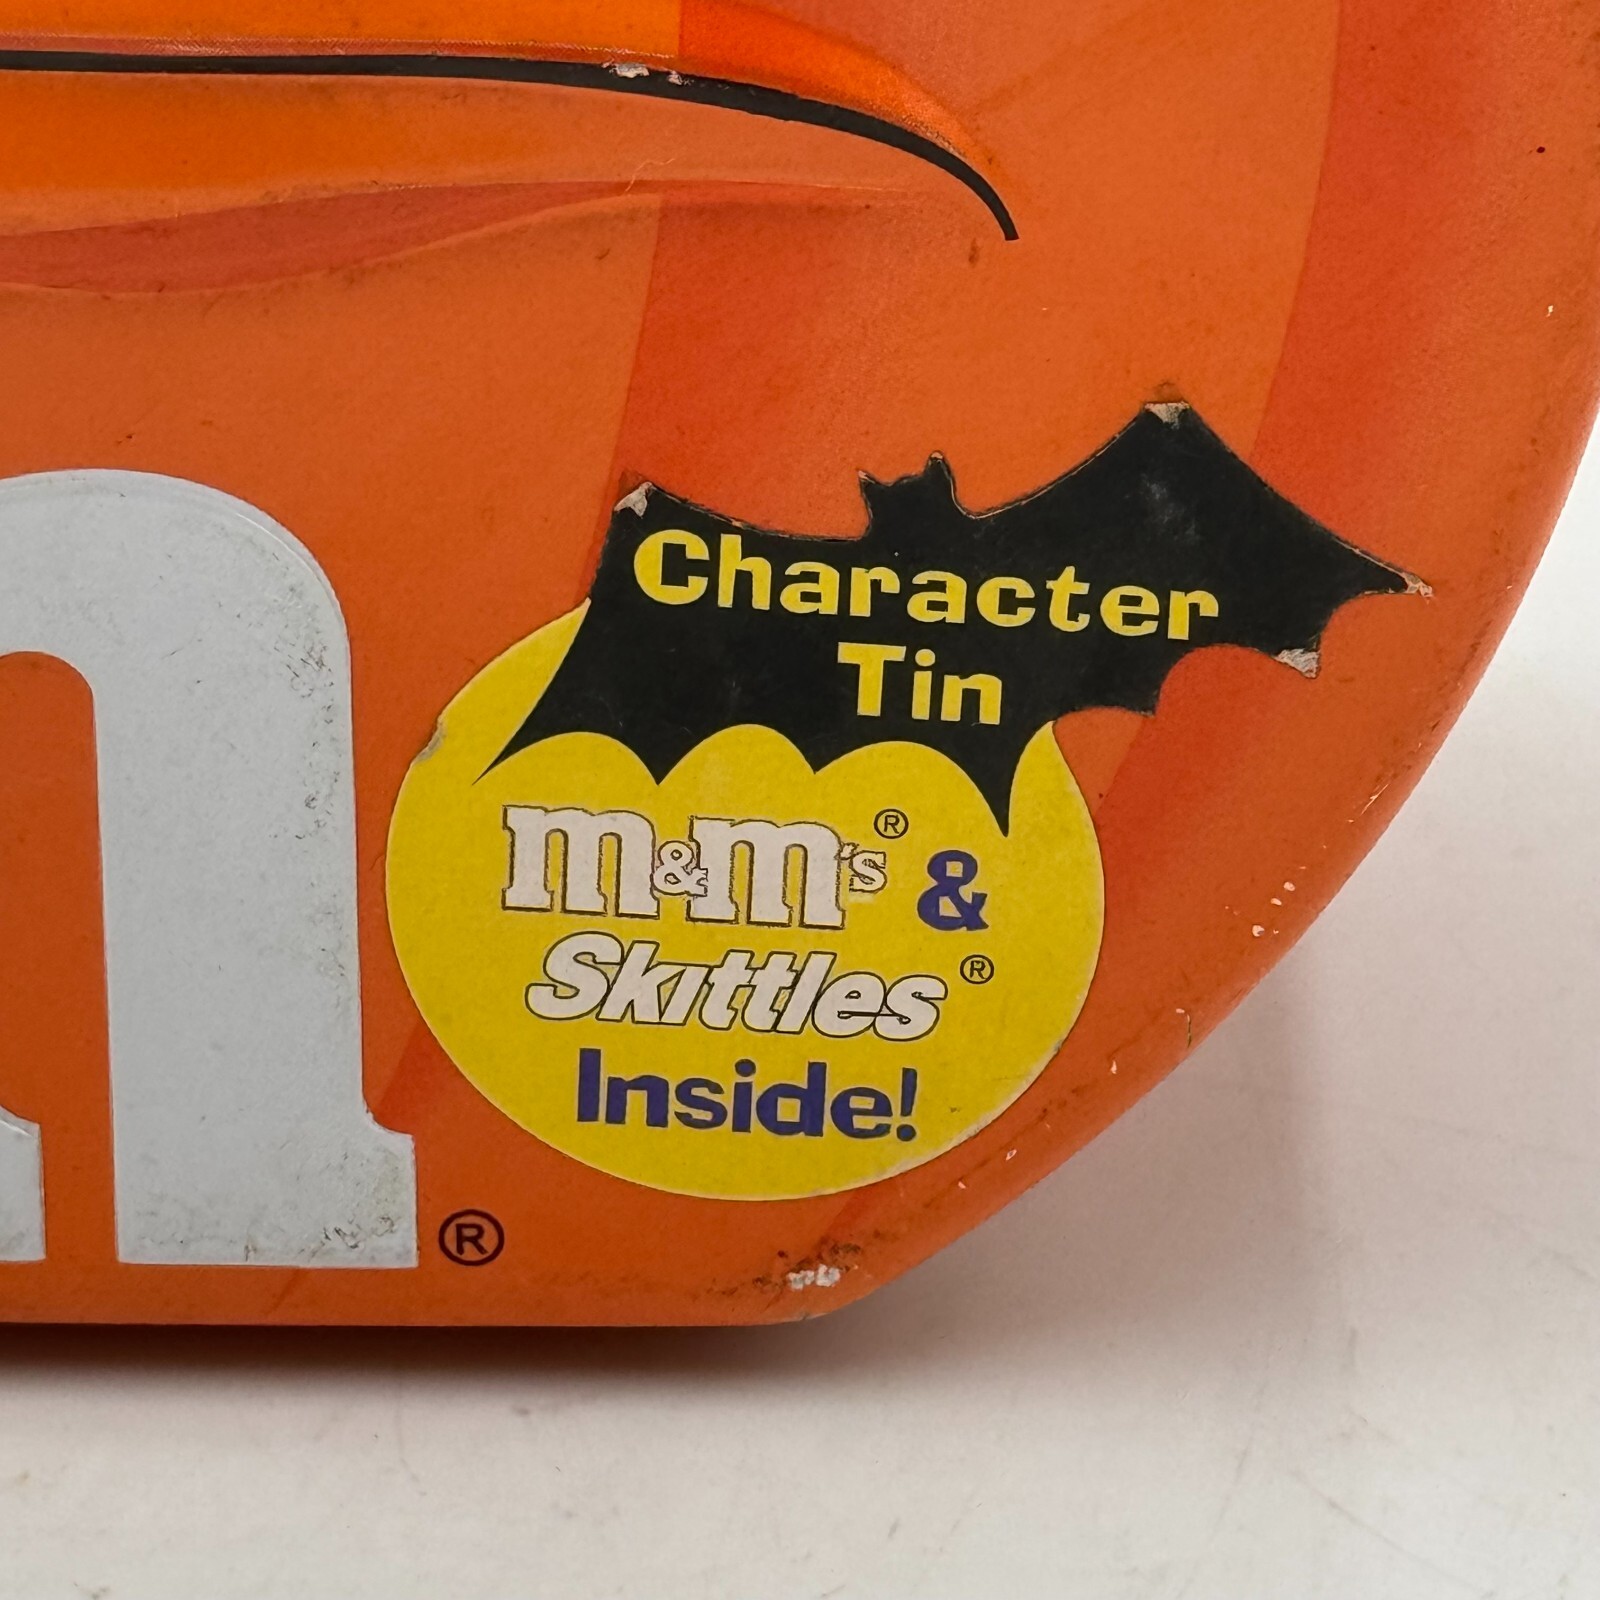 Character
Tin
m&m's® &
Skittles®
Inside!
m®